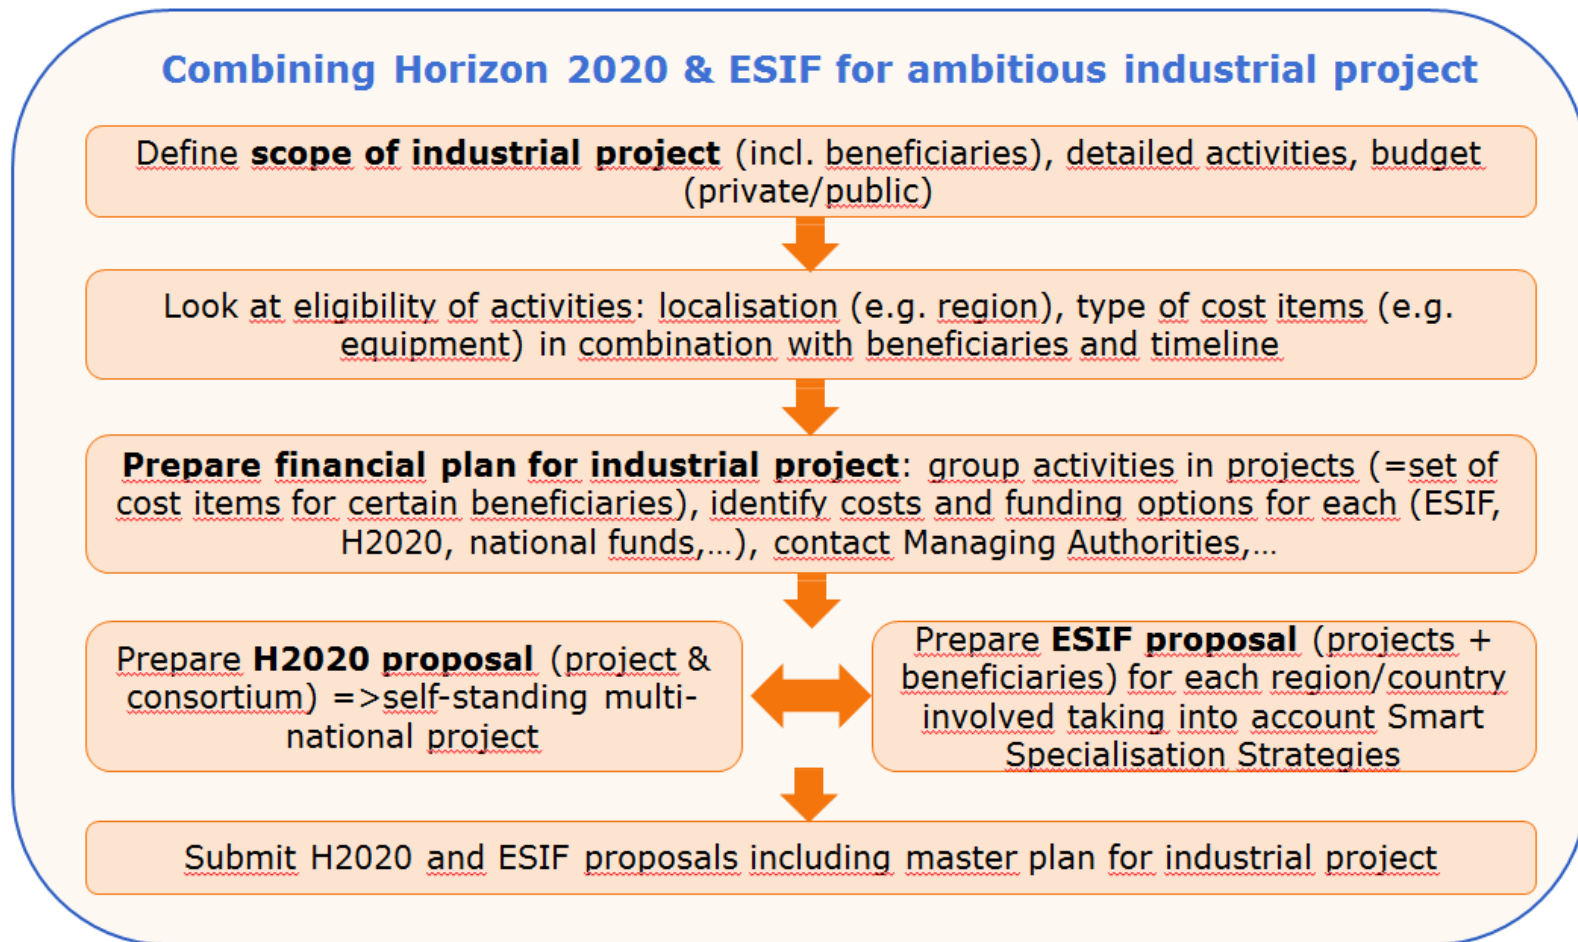 Combining Horizon 2020 & ESIF for ambitious industrial project
Define scope of industrial project (incl. beneficiaries), detailed activities, budget
(private/public)
Look at eligibility of activities: localisation (e.g. region), type of cost items (e.g.
equipment) in combination with beneficiaries and timeline
Prepare financial plan for industrial project: group activities in projects (=set of
cost items for certain beneficiaries), identify costs and funding options for each (ESIF,
H2020, national funds,...), contact Managing Authorities,...
Prepare H2020 proposal (project &
consortium) =>self-standing multi-
national project
Prepare ESIF proposal (projects +
beneficiaries) for each region/country
involved taking into account Smart
Specialisation Strategies
Submit H2020 and ESIF proposals including master plan for industrial project